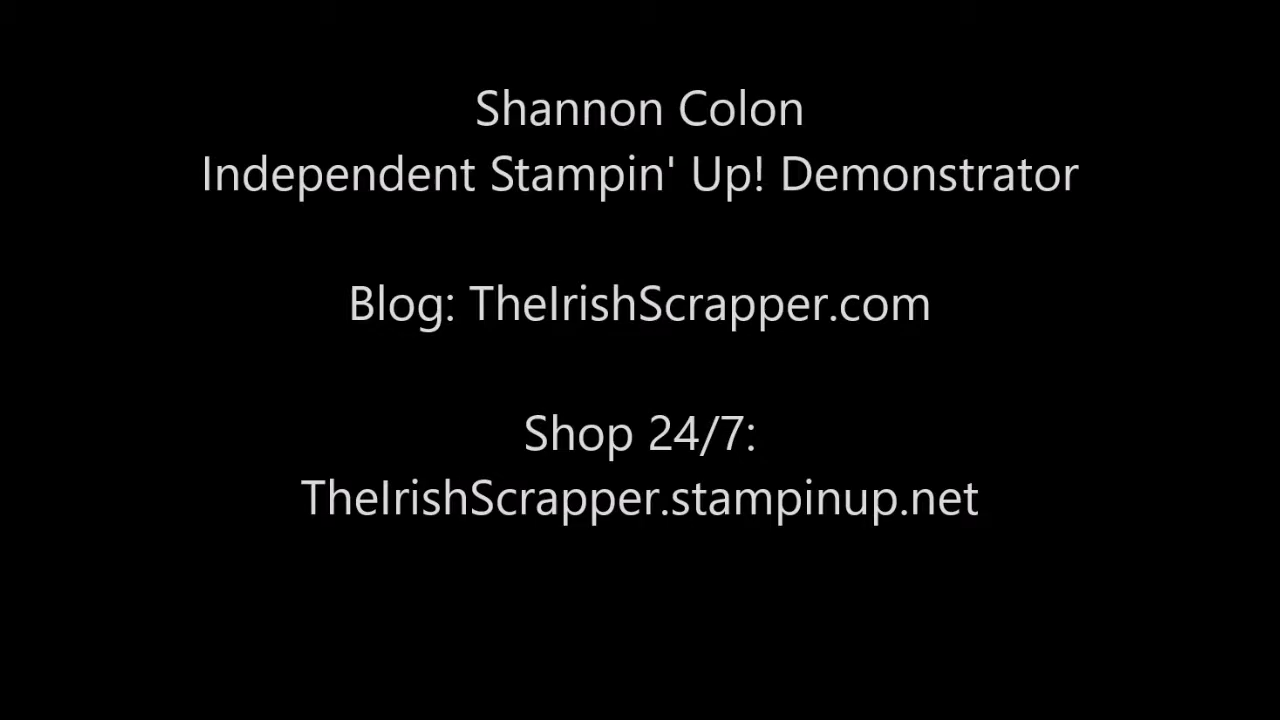 Shannon Colon
Independent Stampin' Up! Demonstrator
Blog: TheIrishScrapper.com
Shop 24/7:
TheIrishScrapper.stampinup.net